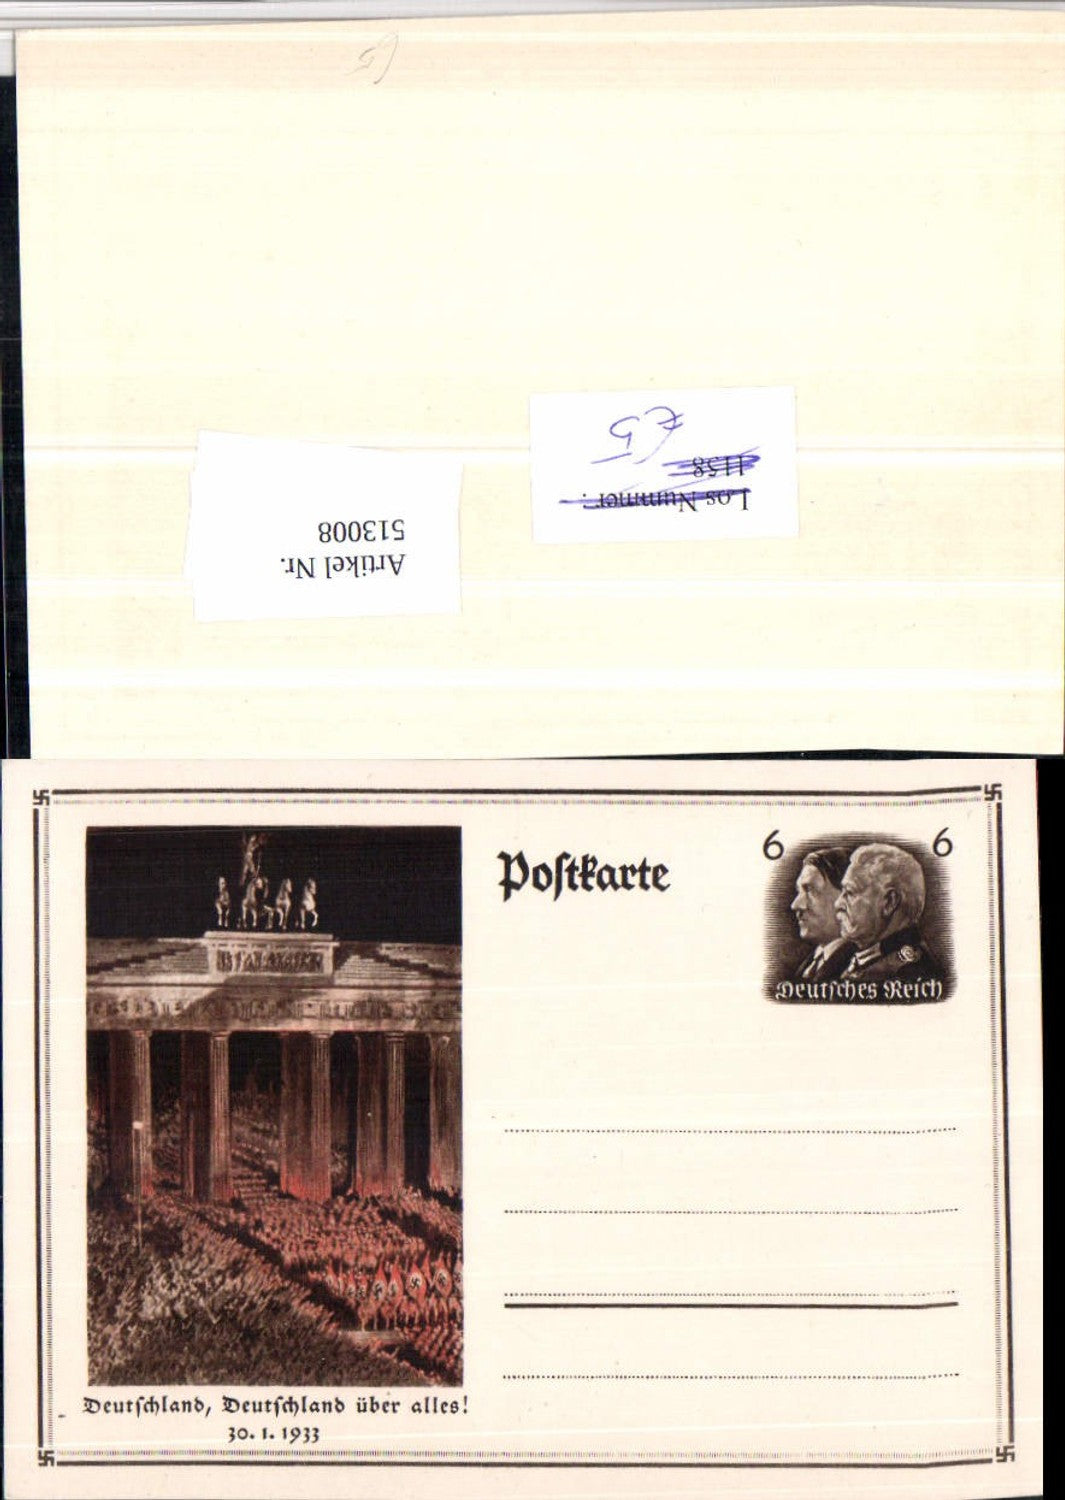 €5
1158
Los Nummer:
513008
Artikel Nr.
Postkarte
6 6
Deutsches Reich
Deutschland, Deutschland über alles!
30. 1. 1933